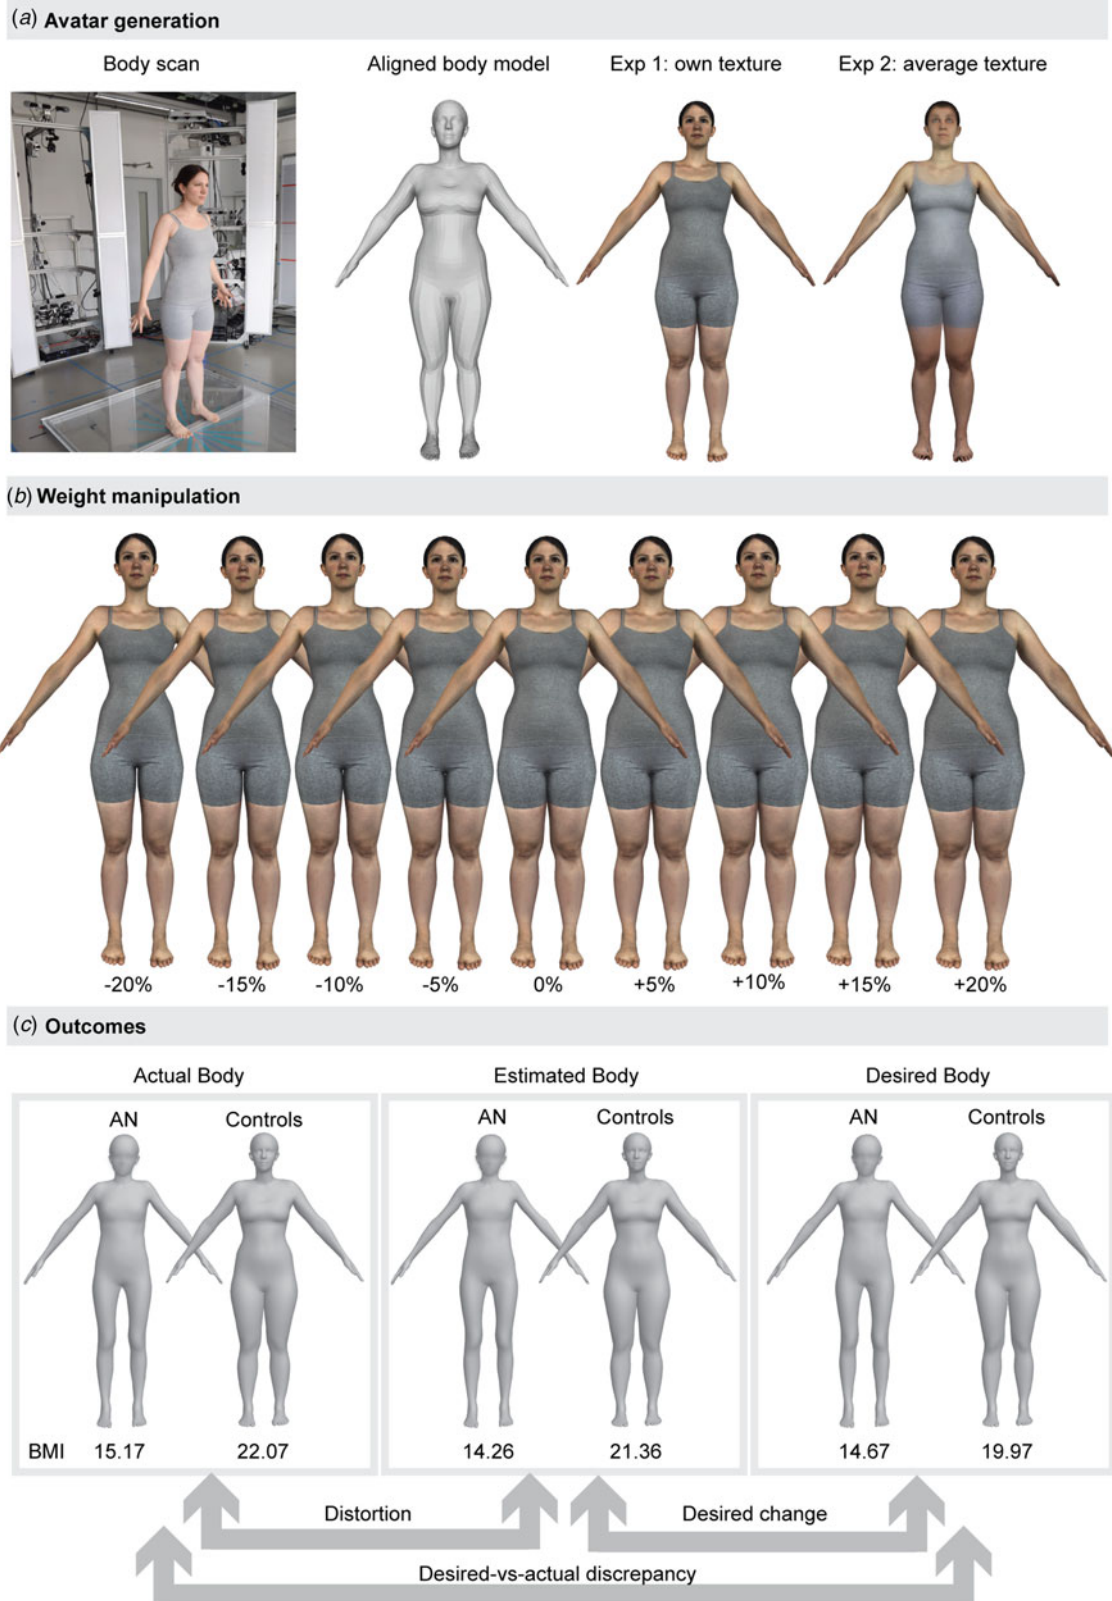 (a) Avatar generation
Body scan
Aligned body model
Exp 1: own texture
Exp 2: average texture
(b) Weight manipulation
-20%
-15%
-10%
-5%
0%
+5%
+10%
+15%
+20%
(c) Outcomes
Actual Body
Estimated Body
Desired Body
AN
Controls
AN
Controls
AN
Controls
BMI 15.17 22.07
14.26 21.36
14.67 19.97
Distortion
Desired change
Desired-vs-actual discrepancy